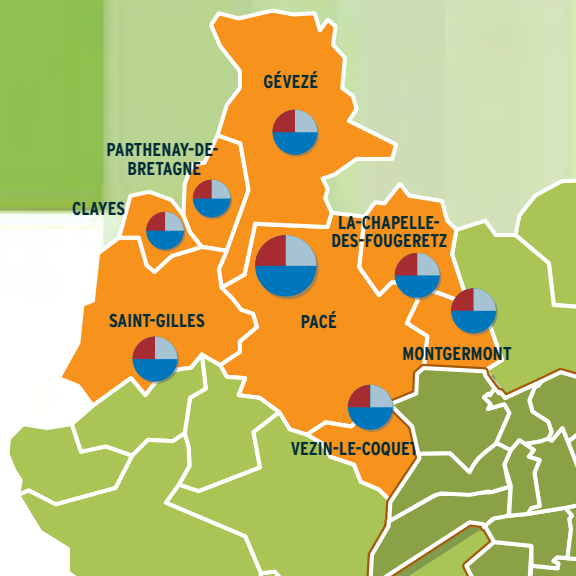 GÉVEZÉ
PARTHENAY-DE-
BRETAGNE
CLAYES
LA-CHAPELLE-
DES-FOUGERETZ
SAINT-GILLES
PACÉ
MONTGERMONT
VEZIN-LE-COQUET